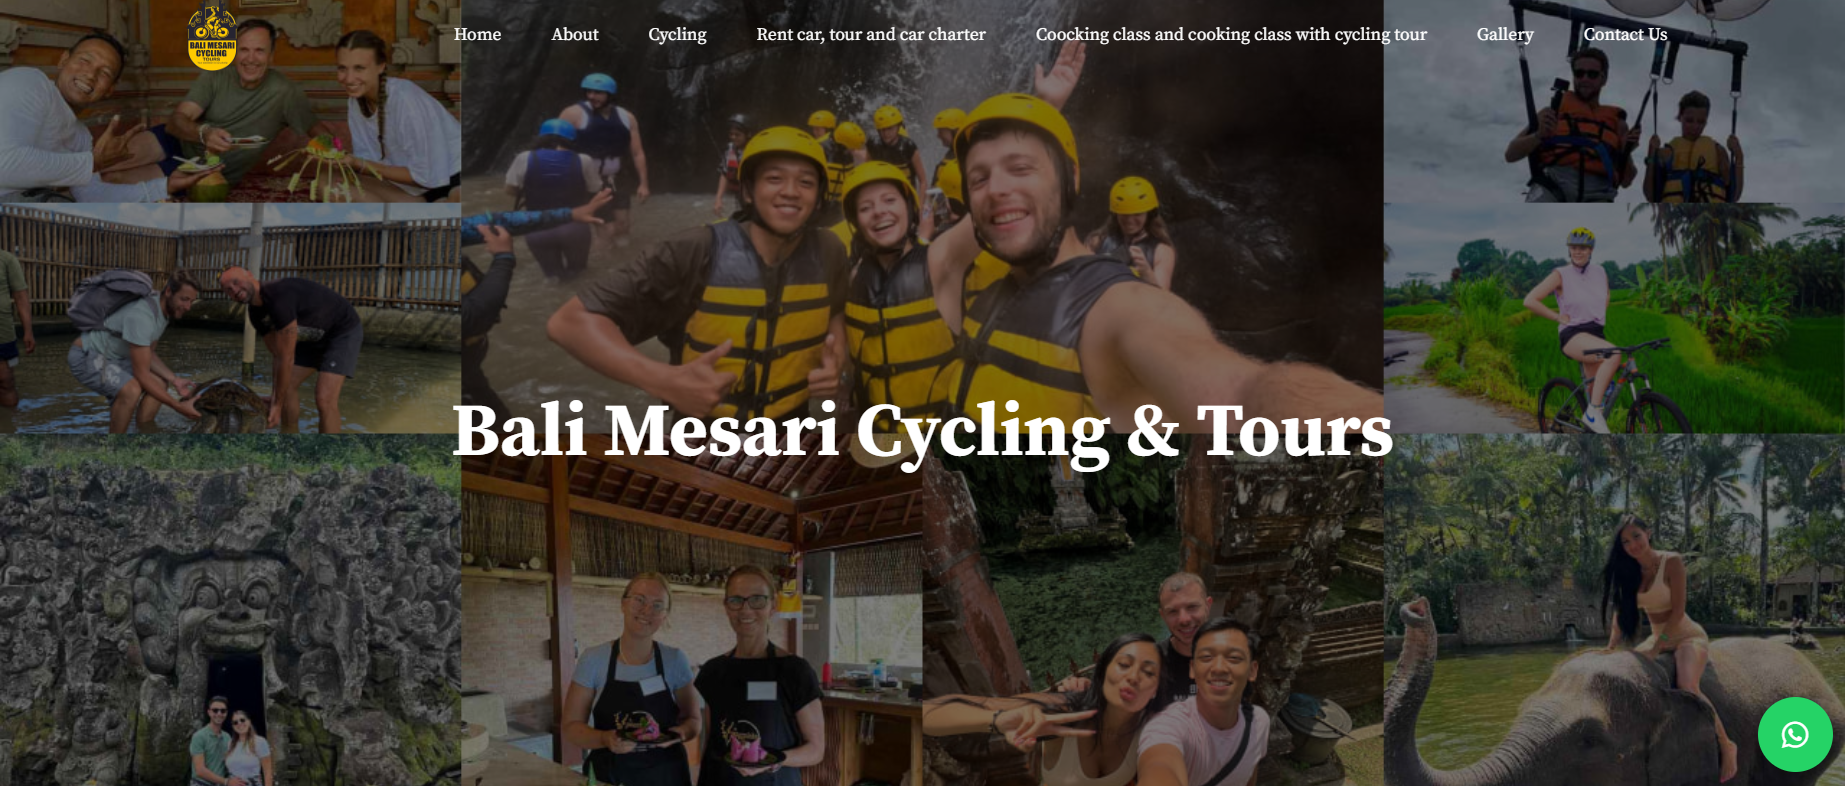 BALI MESARI
CYCLING
TOURS
Home
About
Cycling
Rent car, tour and car charter
Coocking class and cooking class with cycling tour
Gallery
Contact Us
Bali Mesari Cycling & Tours